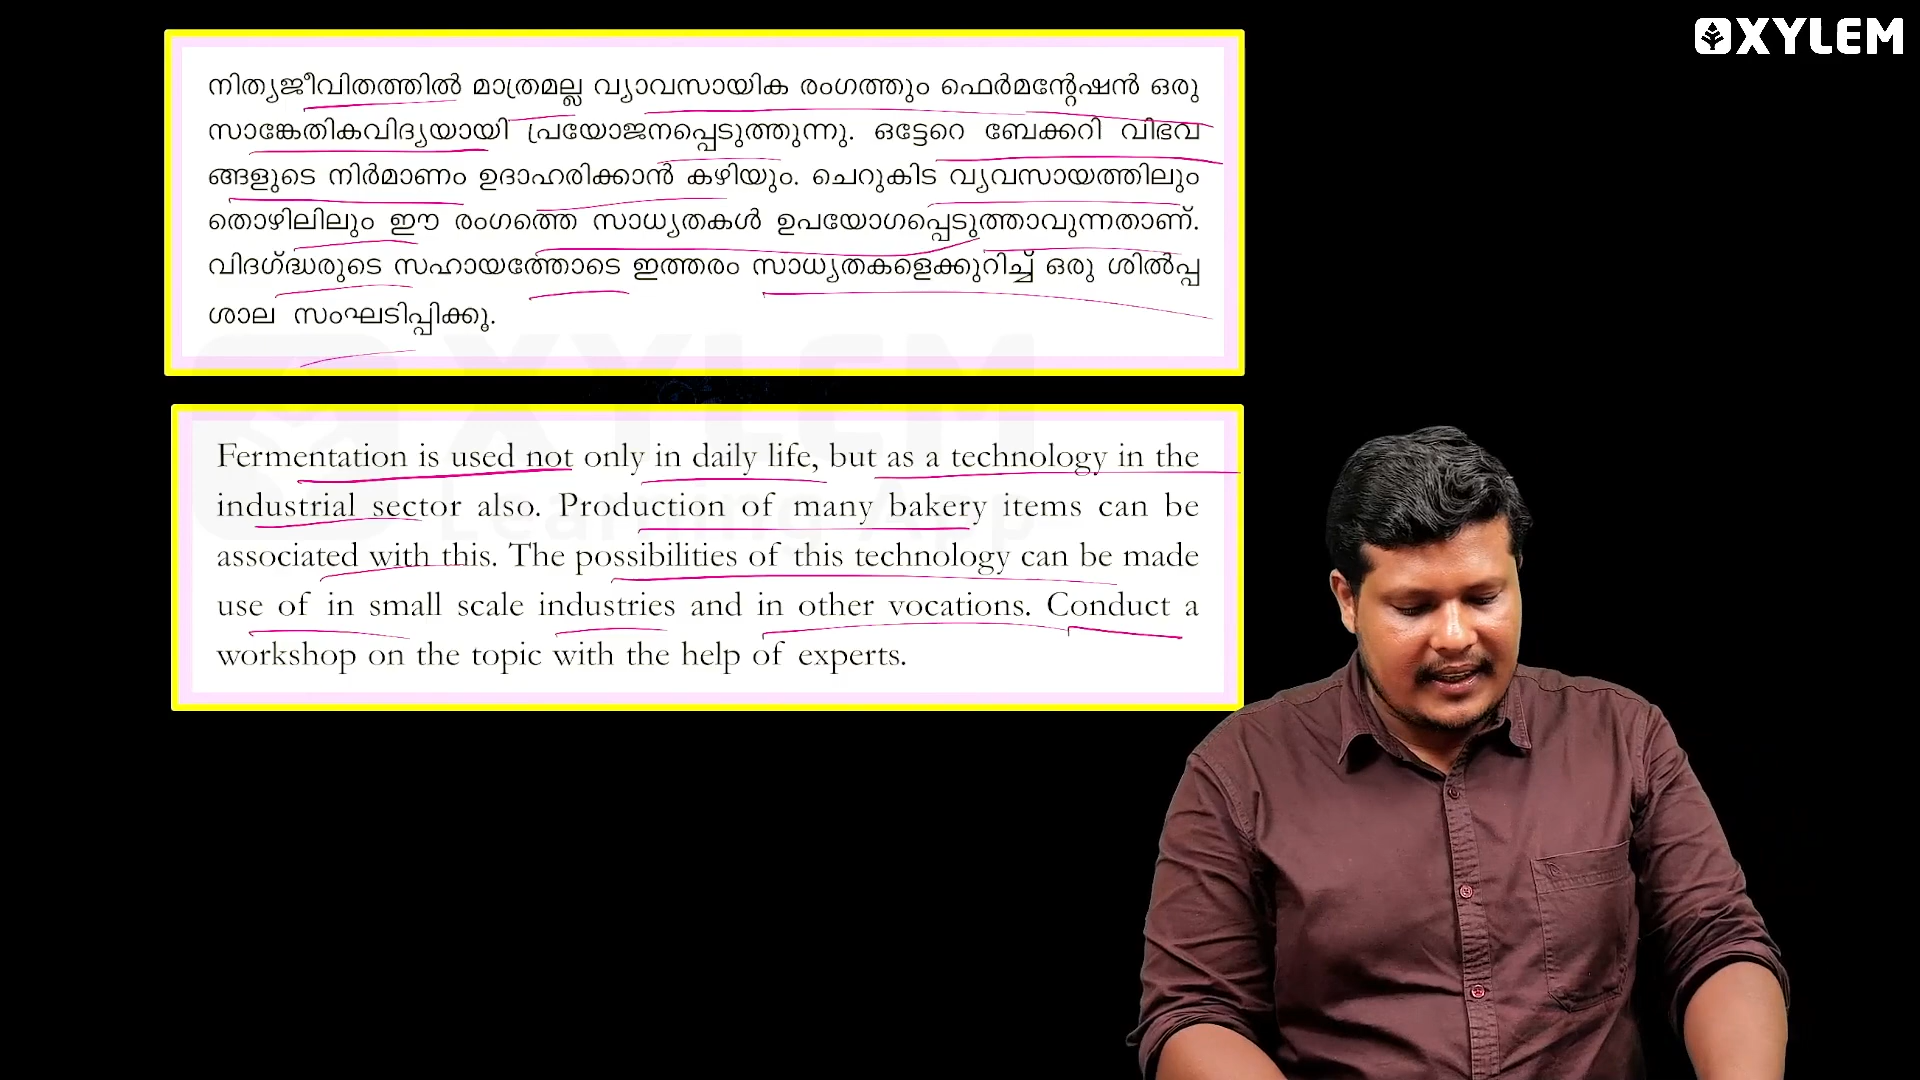 XYLEM
നിത്യജീവിതത്തിൽ മാത്രമല്ല വ്യാവസായിക രംഗത്തും ഫെർമന്റേഷൻ ഒരു
സാങ്കേതികവിദ്യയായി പ്രയോജനപ്പെടുത്തുന്നു. ഒട്ടേറെ ബേക്കറി വിഭവ
ങ്ങളുടെ നിർമാണം ഉദാഹരിക്കാൻ കഴിയും. ചെറുകിട വ്യവസായത്തിലും
തൊഴിലിലും ഈ രംഗത്തെ സാധ്യതകൾ ഉപയോഗപ്പെടുത്താവുന്നതാണ്.
വിദഗ്ദ്ധരുടെ സഹായത്തോടെ ഇത്തരം സാധ്യതകളെക്കുറിച്ച് ഒരു ശിൽപ്പ
ശാല സംഘടിപ്പിക്കൂ.
Fermentation is used not only in daily life, but as a technology in the
industrial sector also. Production of many bakery items can be
associated with this. The possibilities of this technology can be made
use of in small scale industries and in other vocations. Conduct a
workshop on the topic with the help of experts.
XYLEM
Learning App